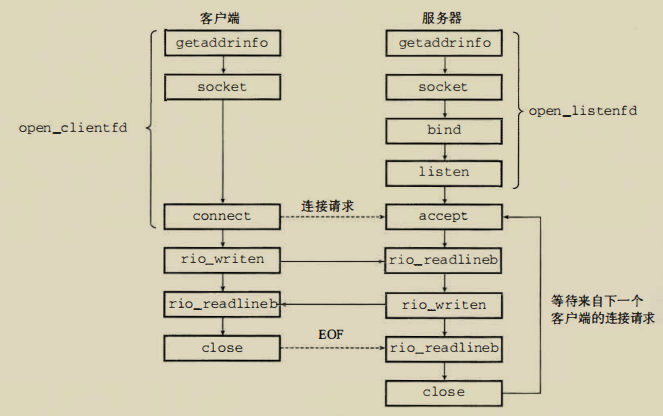 客户端
服务器
getaddrinfo
getaddrinfo
socket
socket
open_clientfd
open_listenfd
bind
listen
connect
连接请求
accept
rio_writen
rio_readlineb
rio_readlineb
rio_writen
等待来自下一个
客户端的连接请求
close
EOF
rio_readlineb
close